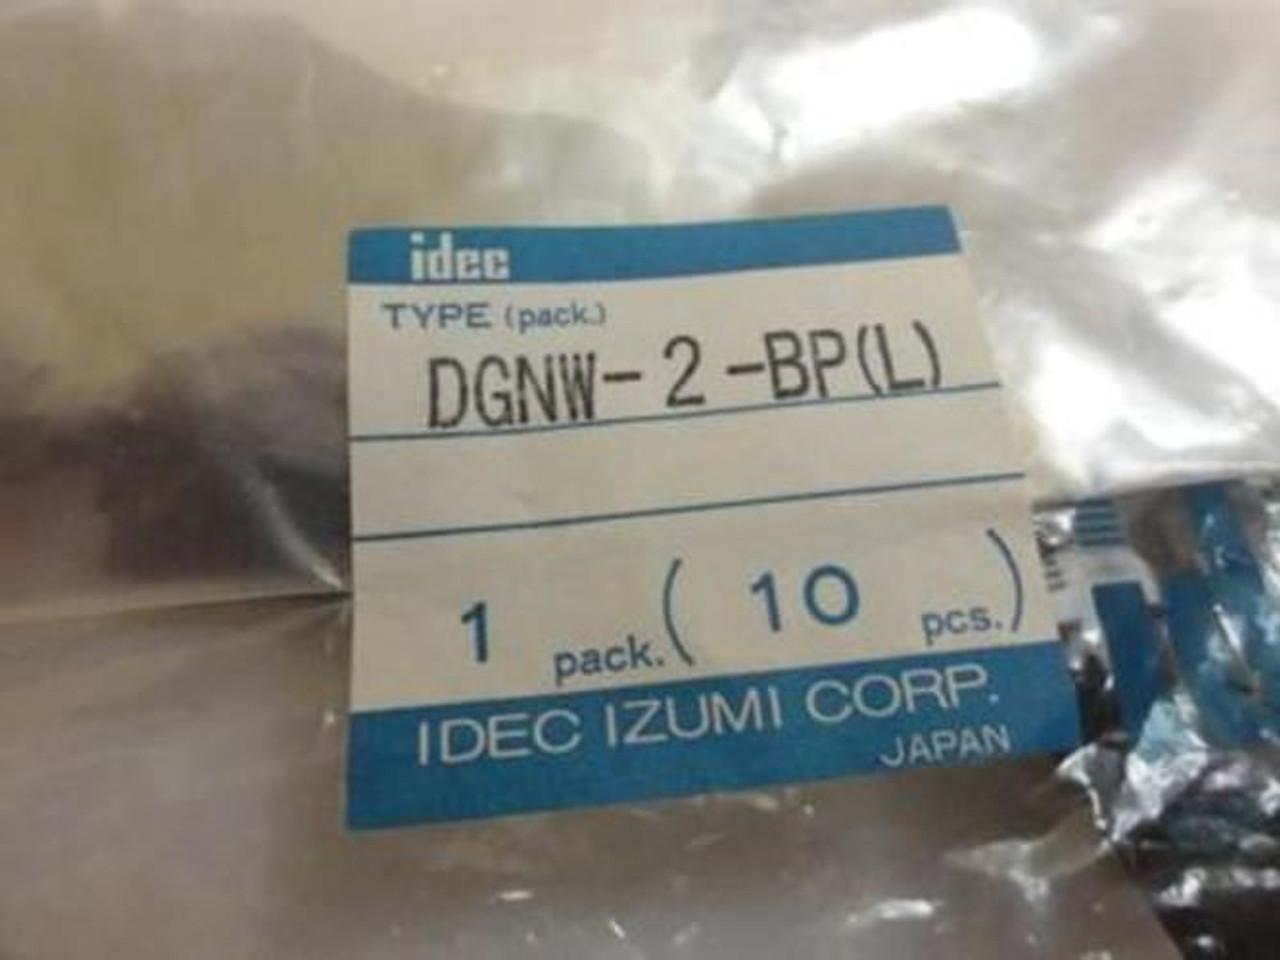 idec
TYPE (pack.)
DGNW-2-BP(L)
1 pack. ( 10 pcs.)
IDEC IZUMI CORP.
JAPAN